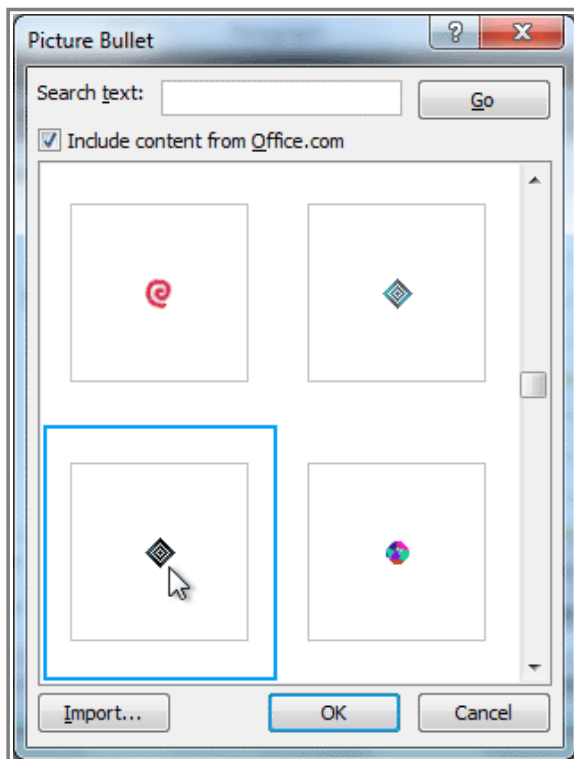 Picture Bullet
Search text:
Go
Include content from Office.com
Import...
OK
Cancel